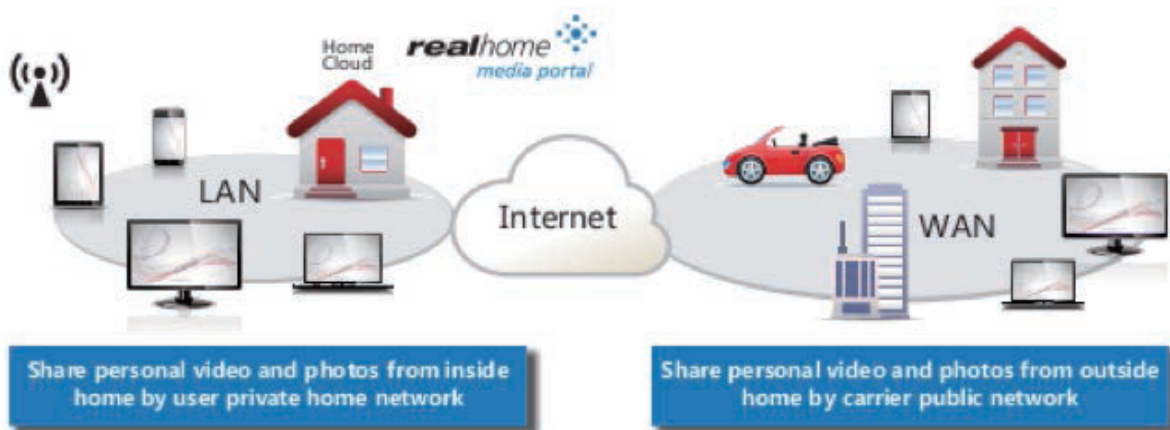 Home
Cloud
realhome
media portal
LAN
Internet
WAN
Share personal video and photos from inside
home by user private home network
Share personal video and photos from outside
home by carrier public network